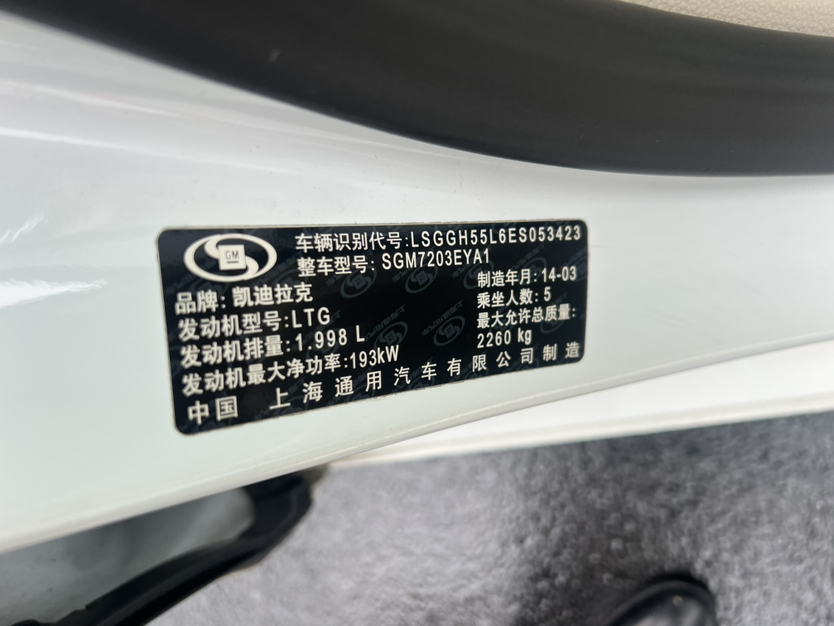 GM
车辆识别代号:LSGGH55L6ES053423
整车型号: SGM7203EYA1
品牌: 凯迪拉克
制造年月:14-03
发动机型号:LTG
乘坐人数:5
发动机排量:1.998 L
最大允许总质量:
2260 kg
发动机最大净功率:193kW
中国 上海通用汽车有限公司制造